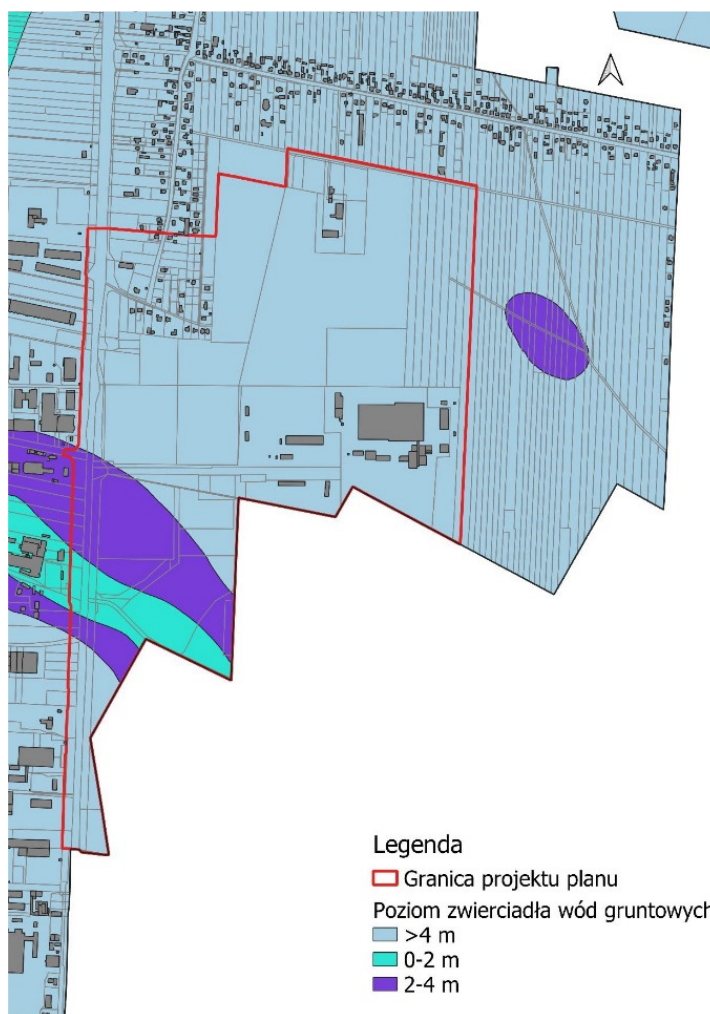 Legenda
Granica projektu planu
Poziom zwierciadła wód gruntowych
>4 m
0-2 m
2-4 m